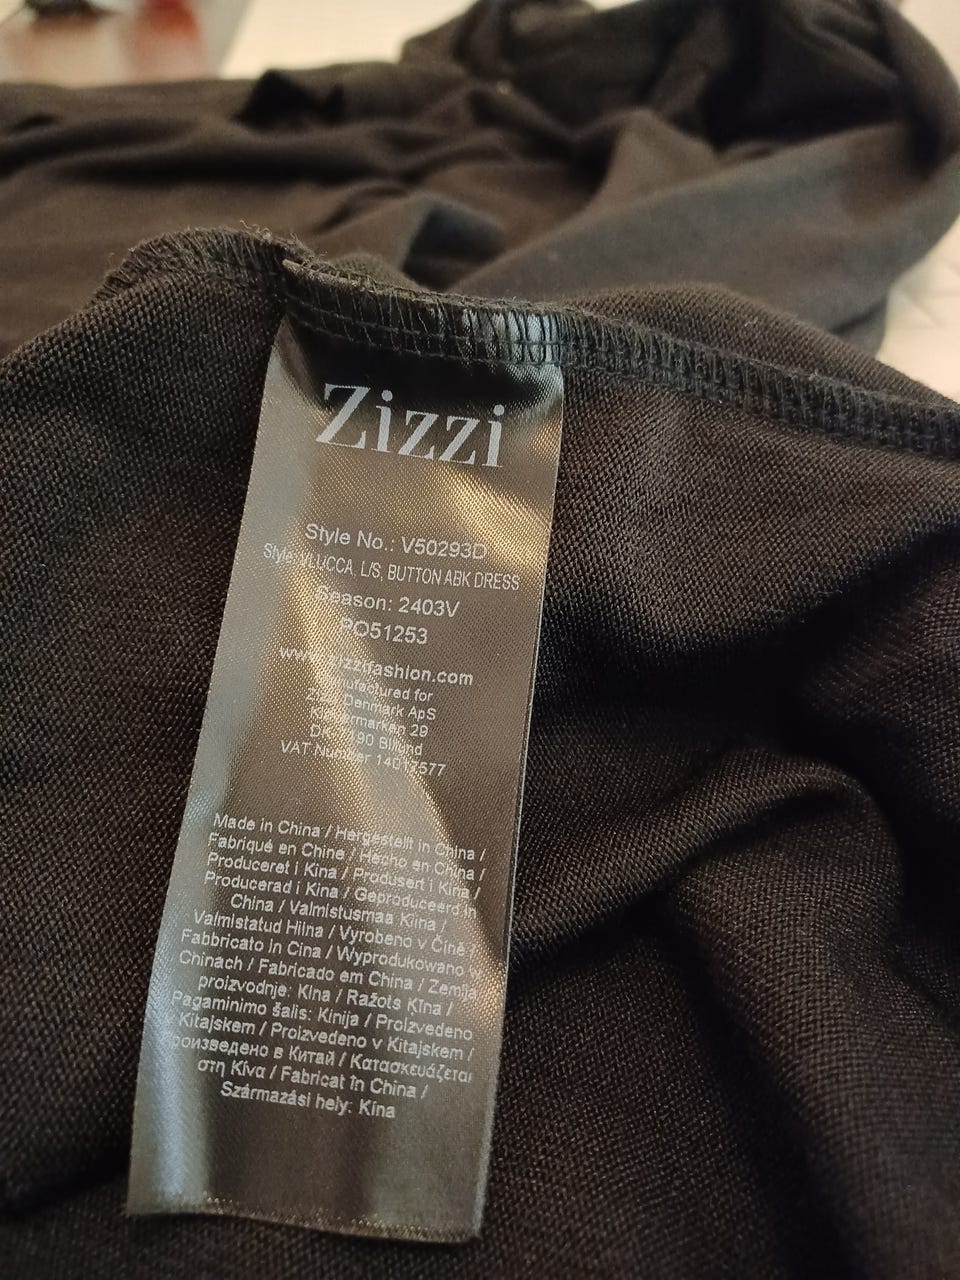 Zizzi
Style No.: V50293D
LUCCA, L/S, BUTTON ABK DRESS
Season: 2403V
PO51253
www.zizzifashion.com
Manufactured for
Denmark ApS
29
Billund
VAT Number 14017577
Made in China / Hergestellt in China /
Fabriqué en Chine / Hecho en China /
Produceret i Kina / Produsert i Kina /
Producerad i Kina / Geproduceerd in
China / Valmistusmaa Kiina /
Valmistatud Hiina / Vyrobeno v Číně /
Fabbricato in Cina / Wyprodukowano w
Chinach / Fabricado em China / Zemlja
proizvodnje: Kina / Ražots Ķīna /
Pagaminimo šalis: Kinija / Proizvedeno
Kitajskem / Proizvedeno v Kitajskem /
Произведено в Китай / Κατασκευάζεται
στη Κίνα / Fabricat în China /
Származási hely: Kína